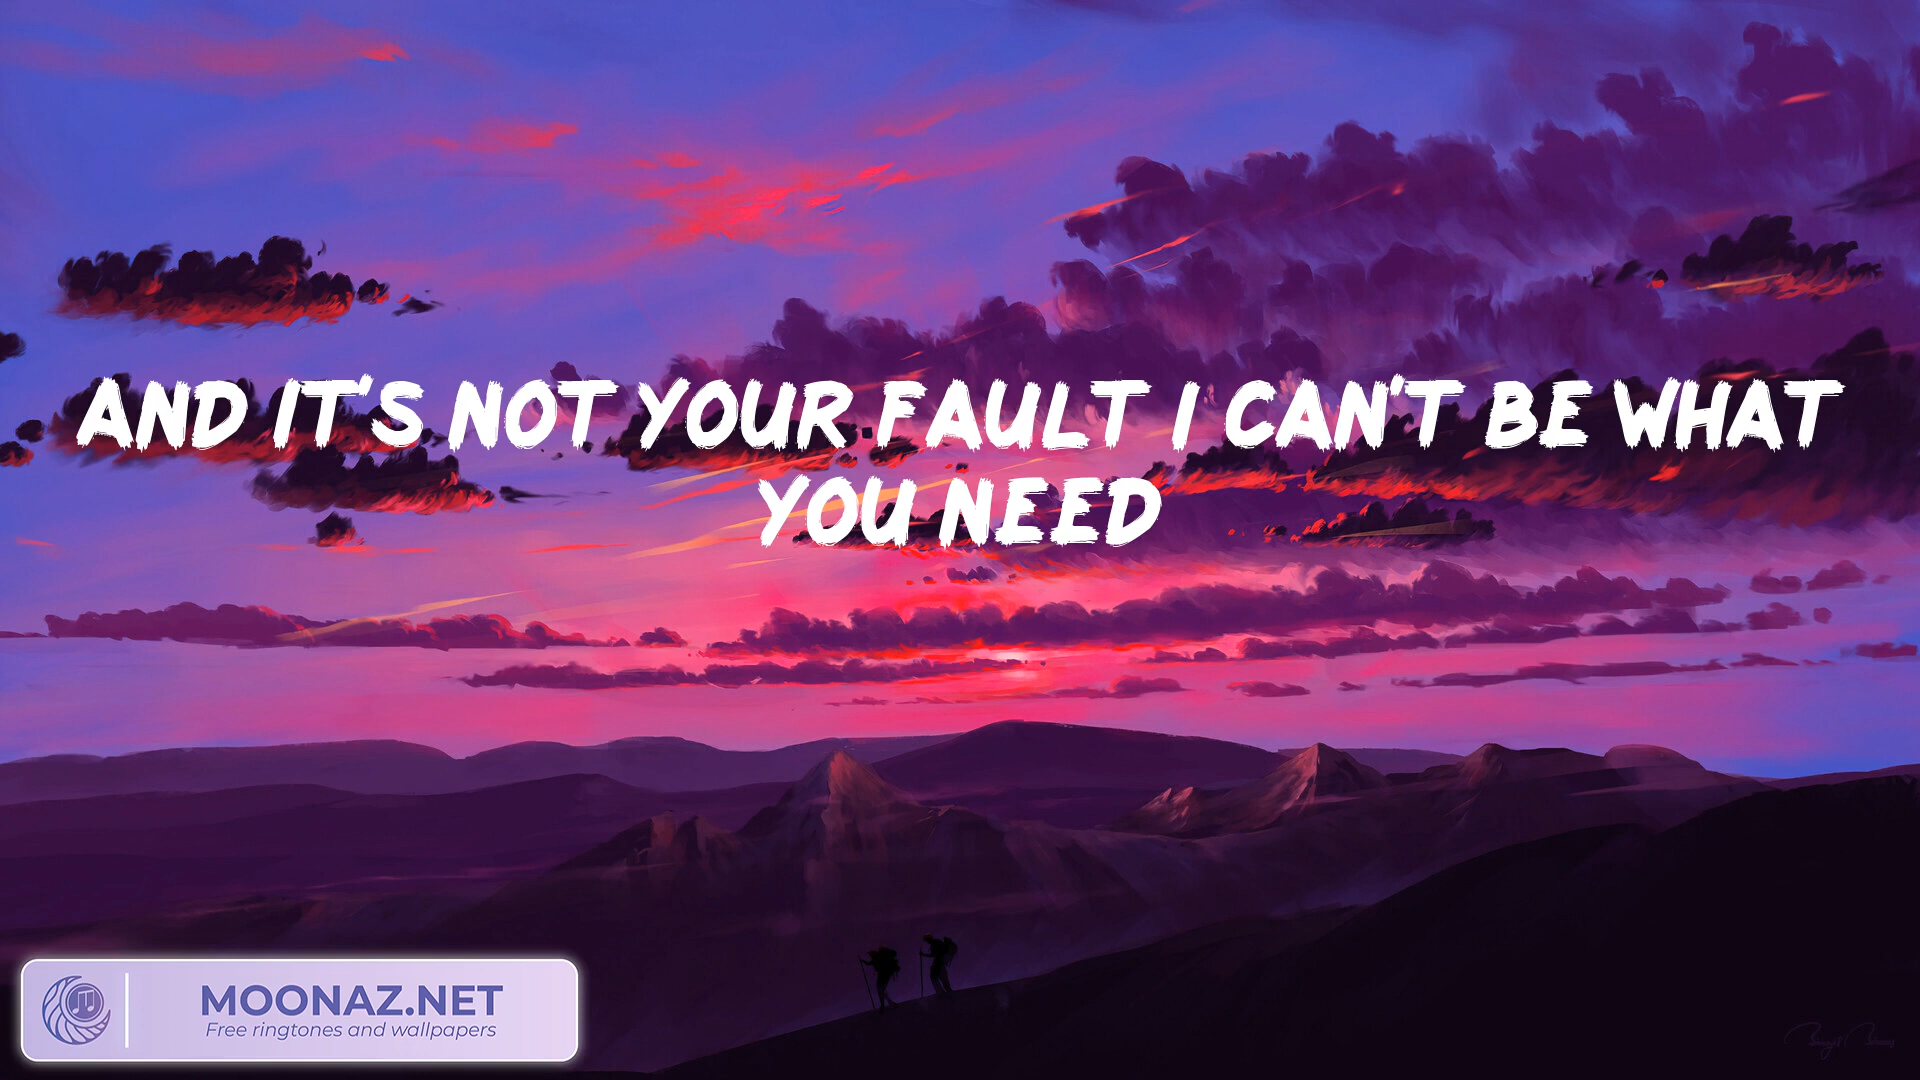 AND IT'S NOT YOUR FAULT I CAN'T BE WHAT
YOU NEED
MOONAZ.NET
Free ringtones and wallpapers